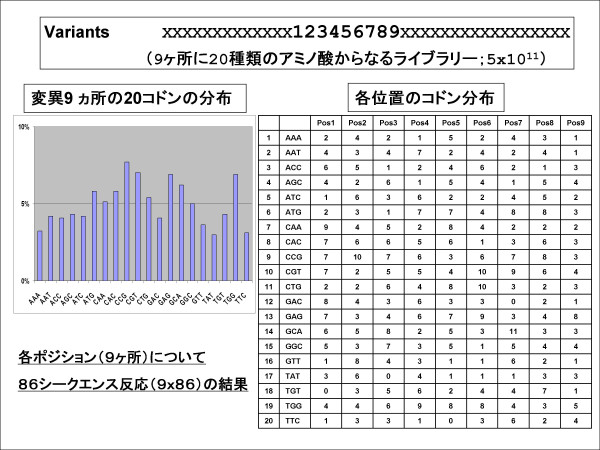 Variants xxxxxxxxxxxxx123456789xxxxxxxxxxxxxxxxx
（9ヶ所に20種類のアミノ酸からなるライブラリー；5x10¹¹）
変異9ヵ所の20コドンの分布
10%
5%
0%
AAA AAT ACC AGC ATC ATG CAA CAC CCG CGT CTG GAC GAG GCA GGC GTT TAT TGT TGG TTC
各ポジション（9ヶ所）について
86シークエンス反応（9x86）の結果
各位置のコドン分布
Pos1 Pos2 Pos3 Pos4 Pos5 Pos6 Pos7 Pos8 Pos9
1 AAA 2 4 2 1 5 2 4 3 1
2 AAT 4 3 4 7 2 4 2 4 1
3 ACC 6 5 1 2 4 6 2 1 3
4 AGC 4 2 6 1 5 4 1 5 4
5 ATC 1 6 3 6 2 2 4 5 2
6 ATG 2 3 1 7 7 4 8 8 3
7 CAA 9 4 5 2 8 4 2 2 2
8 CAC 7 6 6 5 6 1 3 6 3
9 CCG 7 10 7 6 3 6 7 8 3
10 CGT 7 2 5 5 4 10 9 6 4
11 CTG 2 2 6 4 8 10 3 2 3
12 GAC 8 4 3 6 3 3 0 2 1
13 GAG 7 3 4 6 7 9 3 4 8
14 GCA 6 5 8 2 5 3 11 3 3
15 GGC 5 3 7 3 5 1 5 4 4
16 GTT 1 8 4 3 1 1 6 2 1
17 TAT 3 6 0 4 1 1 1 3 3
18 TGT 0 3 5 6 2 4 4 7 1
19 TGG 4 4 6 9 8 8 4 3 5
20 TTC 1 3 3 1 0 3 6 2 4